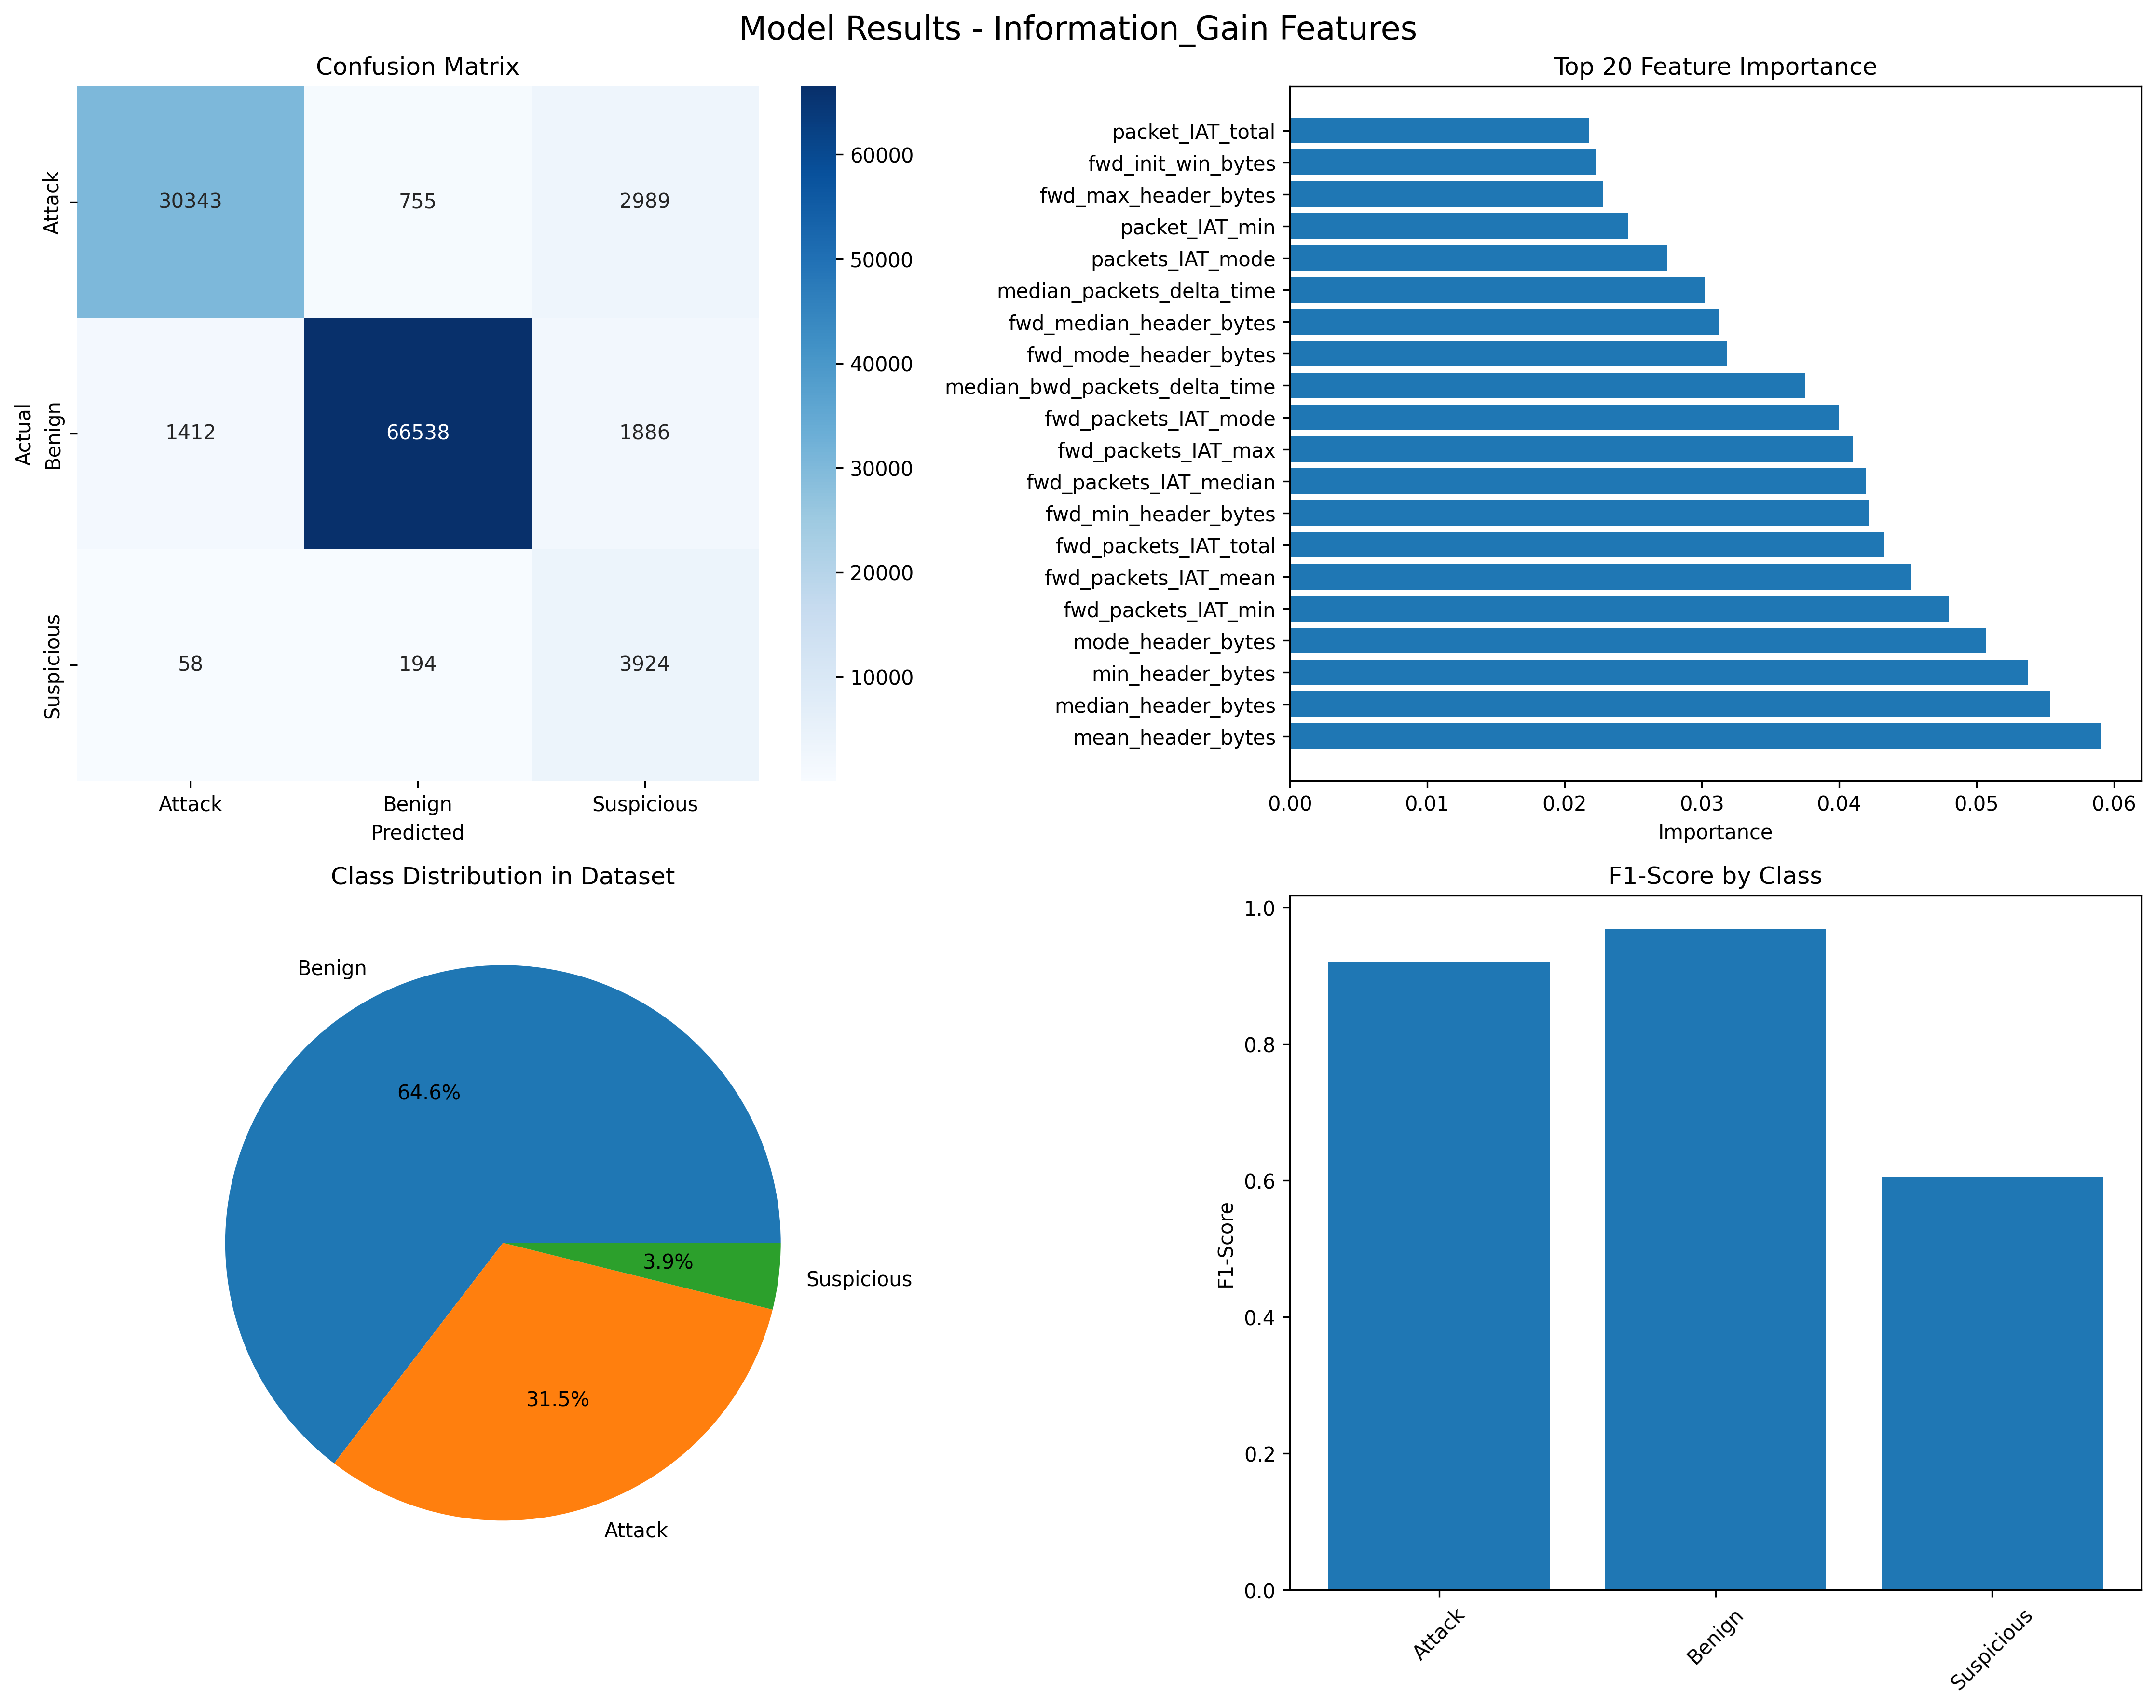 Model Results - Information_Gain Features
Confusion Matrix
Attack
30343
755
2989
Actual
Benign
1412
66538
1886
Suspicious
58
194
3924
Attack
Benign
Suspicious
Predicted
60000
50000
40000
30000
20000
10000
Top 20 Feature Importance
packet_IAT_total
fwd_init_win_bytes
fwd_max_header_bytes
packet_IAT_min
packets_IAT_mode
median_packets_delta_time
fwd_median_header_bytes
fwd_mode_header_bytes
median_bwd_packets_delta_time
fwd_packets_IAT_mode
fwd_packets_IAT_max
fwd_packets_IAT_median
fwd_min_header_bytes
fwd_packets_IAT_total
fwd_packets_IAT_mean
fwd_packets_IAT_min
mode_header_bytes
min_header_bytes
median_header_bytes
mean_header_bytes
0.00
0.01
0.02
0.03
0.04
0.05
0.06
Importance
Class Distribution in Dataset
Benign
64.6%
3.9%
Suspicious
31.5%
Attack
F1-Score by Class
1.0
0.8
0.6
0.4
0.2
0.0
F1-Score
Attack
Benign
Suspicious